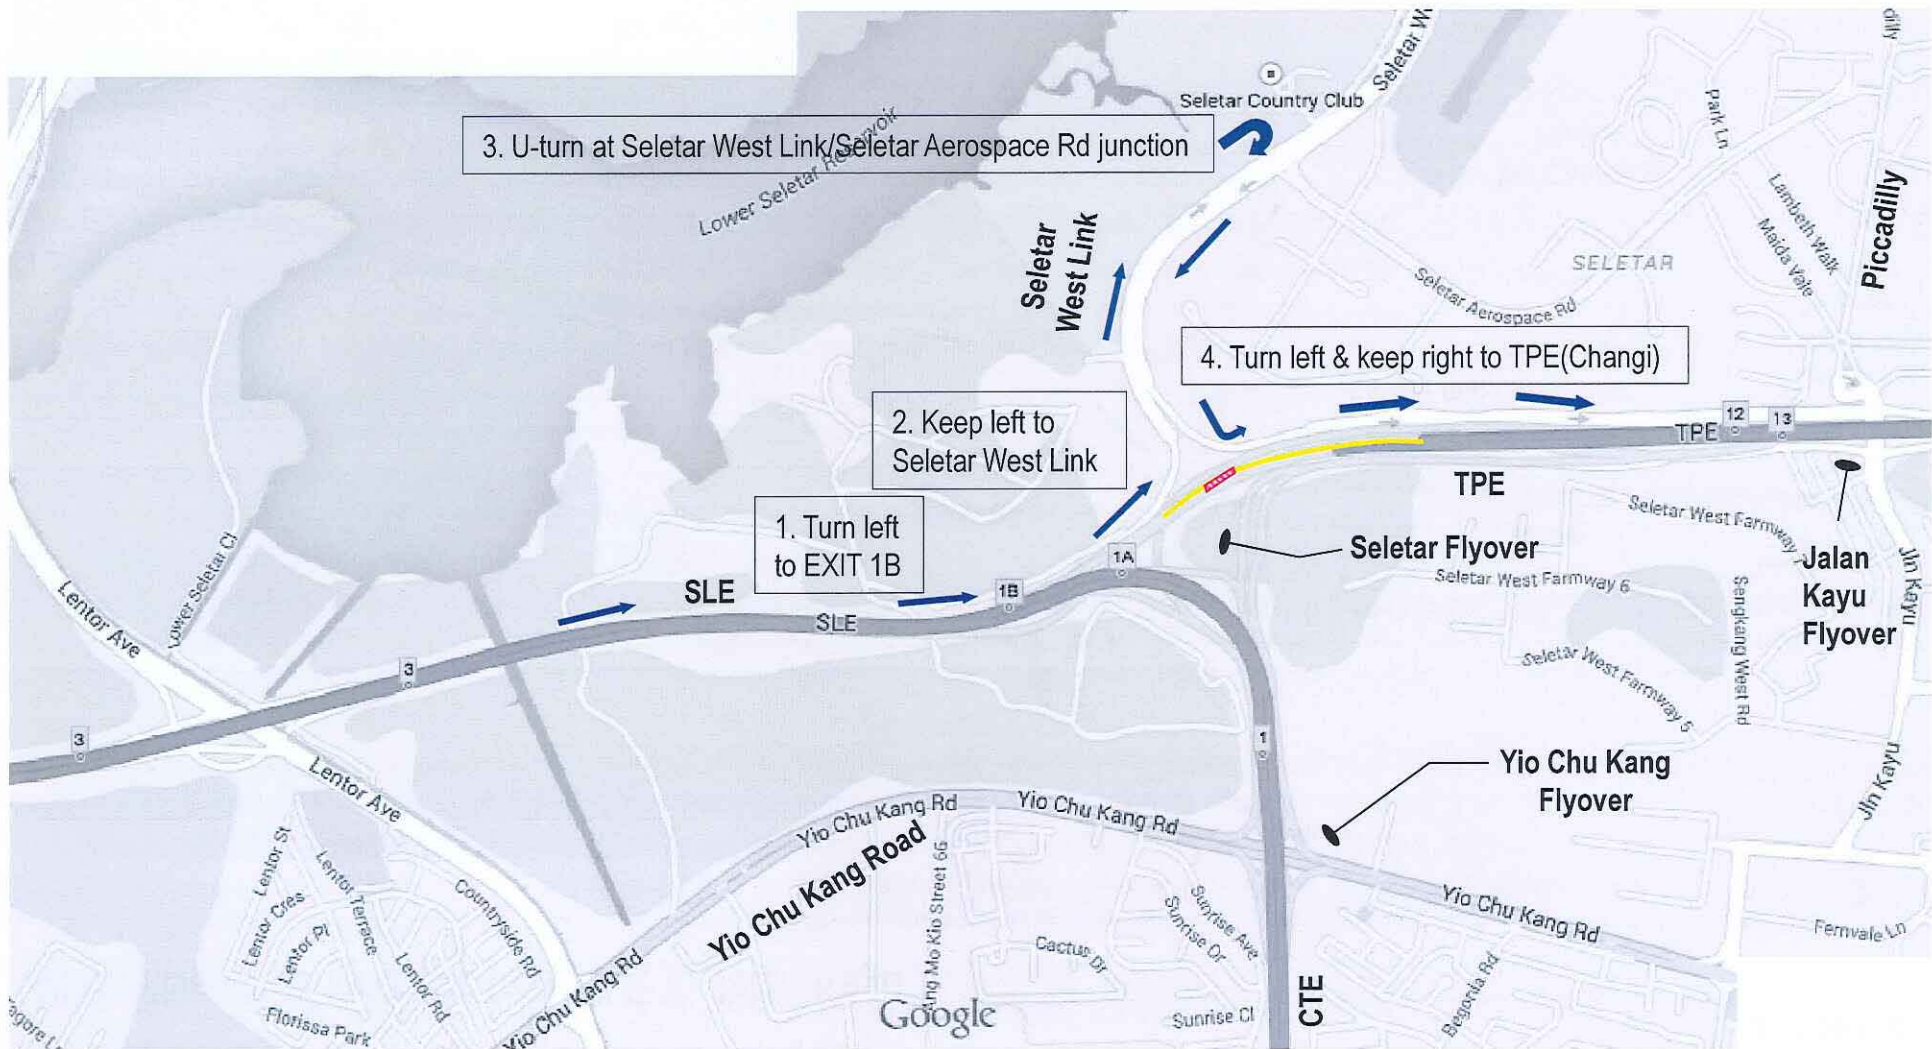 Seletar Country Club
3. U-turn at Seletar West Link/Seletar Aerospace Rd junction
Lower Seletar Reservoir
Park Ln
Lambeth Walk
Maida Vale
Piccadilly
SELETAR
Seletar Aerospace Rd
Seletar
West Link
4. Turn left & keep right to TPE(Changi)
2. Keep left to
Seletar West Link
12
13
TPE
TPE
1. Turn left
to EXIT 1B
Seletar Flyover
Seletar West Farmway
Seletar West Farmway 6
Seletar West Farmway 5
Jalan
Kayu
Flyover
Jln Kayu
Jln Kayu
Sengkang West Rd
1A
1B
SLE
SLE
Lower Seletar Cl
Lentor Ave
Lentor Ave
3
3
1
Yio Chu Kang
Flyover
Yio Chu Kang Rd
Yio Chu Kang Rd
Yio Chu Kang Rd
Yio Chu Kang Rd
Yio Chu Kang Road
Lentor St
Lentor Cres
Lentor Pl
Lentor Terrace
Lentor Rd
Countryside Rd
Florissa Park
Ang Mo Kio Street 66
Cactus Dr
Sunrise Ave
Sunrise Dr
Sunrise Cl
CTE
Begonia Rd
Fernvale Ln
Google